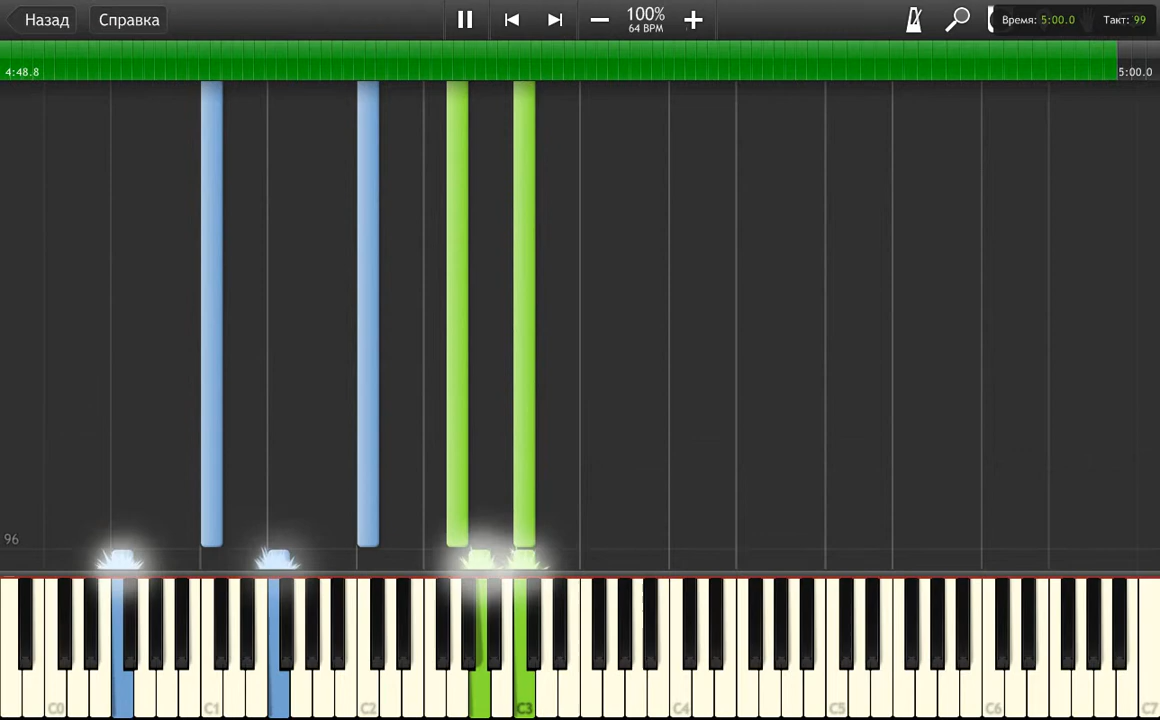 Назад Справка 100% 64 BPM Время: 5:00.0 Такт: 99
4:48.8 5:00.0
96
C0 C1 C2 C3 C4 C5 C6 C7